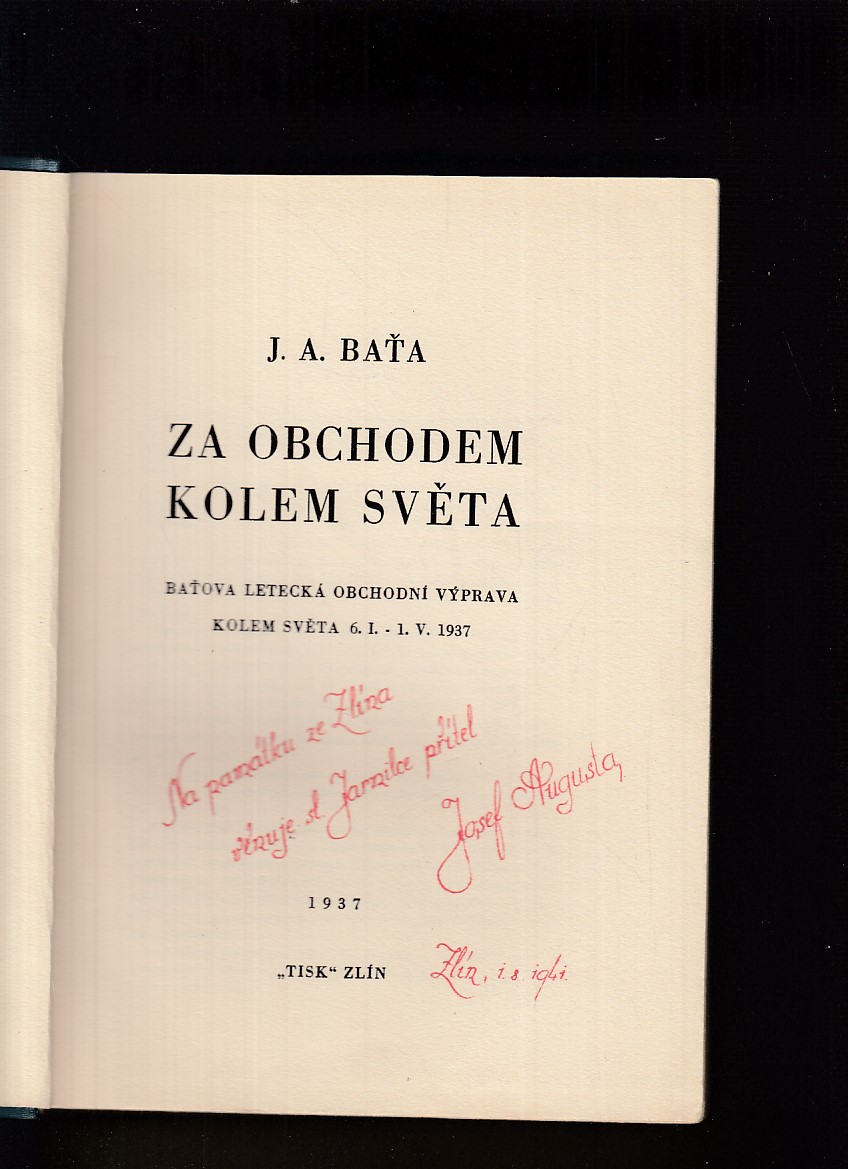 J. A. BAŤA
ZA OBCHODEM
KOLEM SVĚTA
BAŤOVA LETECKÁ OBCHODNÍ VÝPRAVA
KOLEM SVĚTA 6. I. - 1. V. 1937
Na památku ze Zlína
věnuje sl. Jarmilce přítel
Josef Augusta,
1937
„TISK“ ZLÍN
Zlín, 1. 8. 1941.